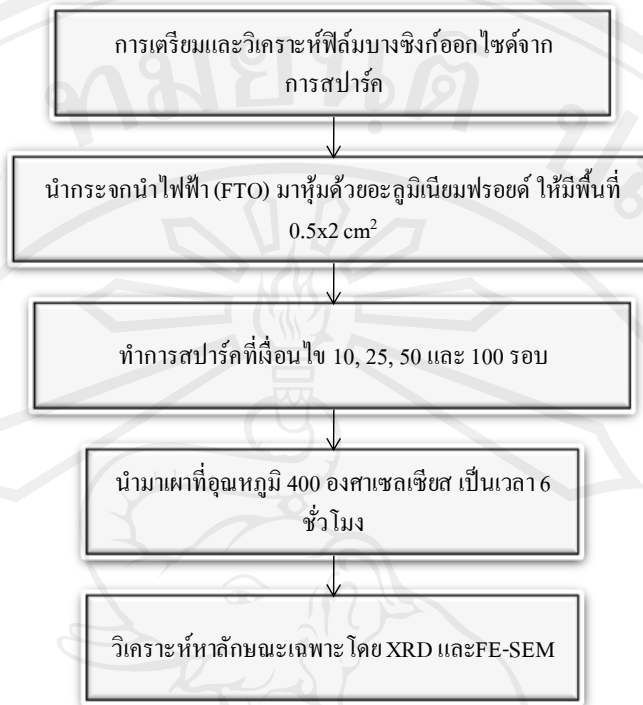 การเตรียมและวิเคราะห์ฟิล์มบางซิงก์ออกไซด์จาก
การสปาร์ค
นำกระจกนำไฟฟ้า (FTO) มาหุ้มด้วยอะลูมิเนียมฟรอยด์ ให้มีพื้นที่
0.5x2 cm²
ทำการสปาร์คที่เงื่อนไข 10, 25, 50 และ 100 รอบ
นำมาเผาที่อุณหภูมิ 400 องศาเซลเซียส เป็นเวลา 6
ชั่วโมง
วิเคราะห์หาลักษณะเฉพาะโดย XRD และFE-SEM